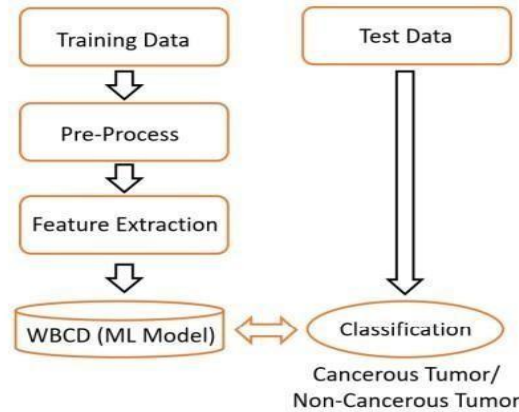 Training Data
Test Data
Pre-Process
Feature Extraction
WBCD (ML Model)
Classification
Cancerous Tumor/
Non-Cancerous Tumor